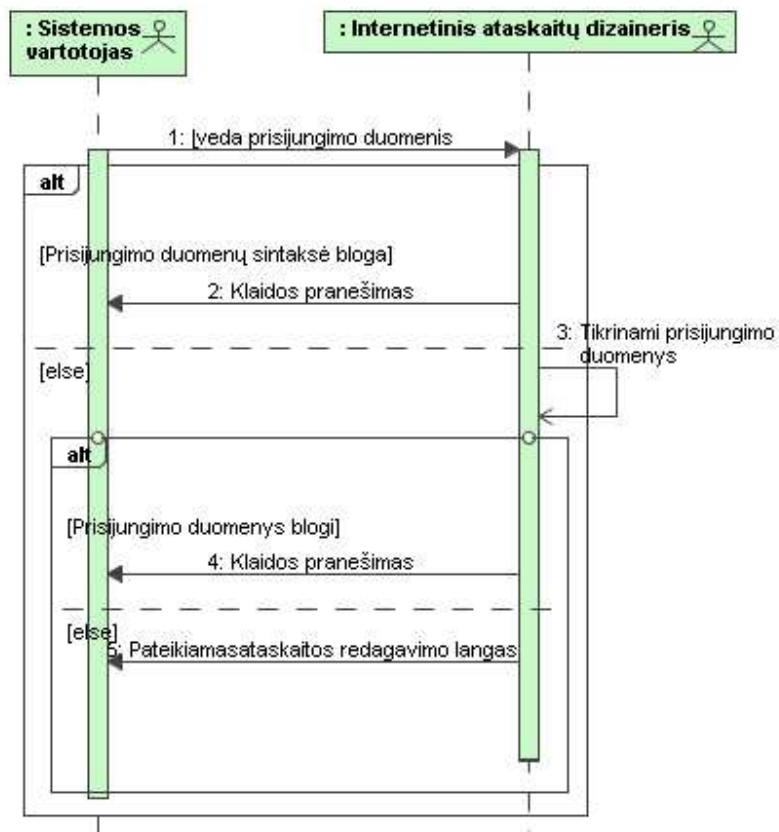 : Sistemos
vartotojas
: Internetinis ataskaitų dizaineris
1: Įveda prisijungimo duomenis
alt
[Prisijungimo duomenų sintaksė bloga]
2: Klaidos pranešimas
3: Tikrinami prisijungimo
duomenys
[else]
alt
[Prisijungimo duomenys blogi]
4: Klaidos pranešimas
[else]
5: Pateikiamasataskaitos redagavimo langas